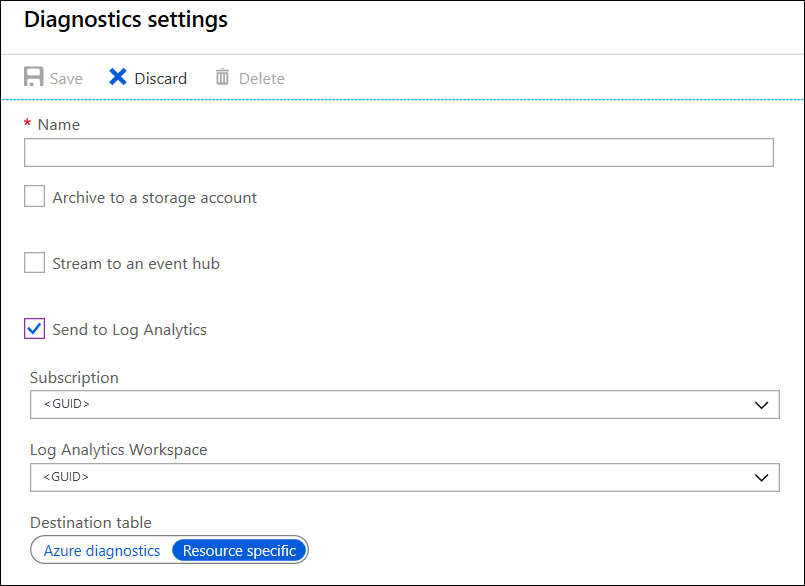 Diagnostics settings
Save Discard Delete
* Name
Archive to a storage account
Stream to an event hub
Send to Log Analytics
Subscription
<GUID>
Log Analytics Workspace
<GUID>
Destination table
Azure diagnostics Resource specific